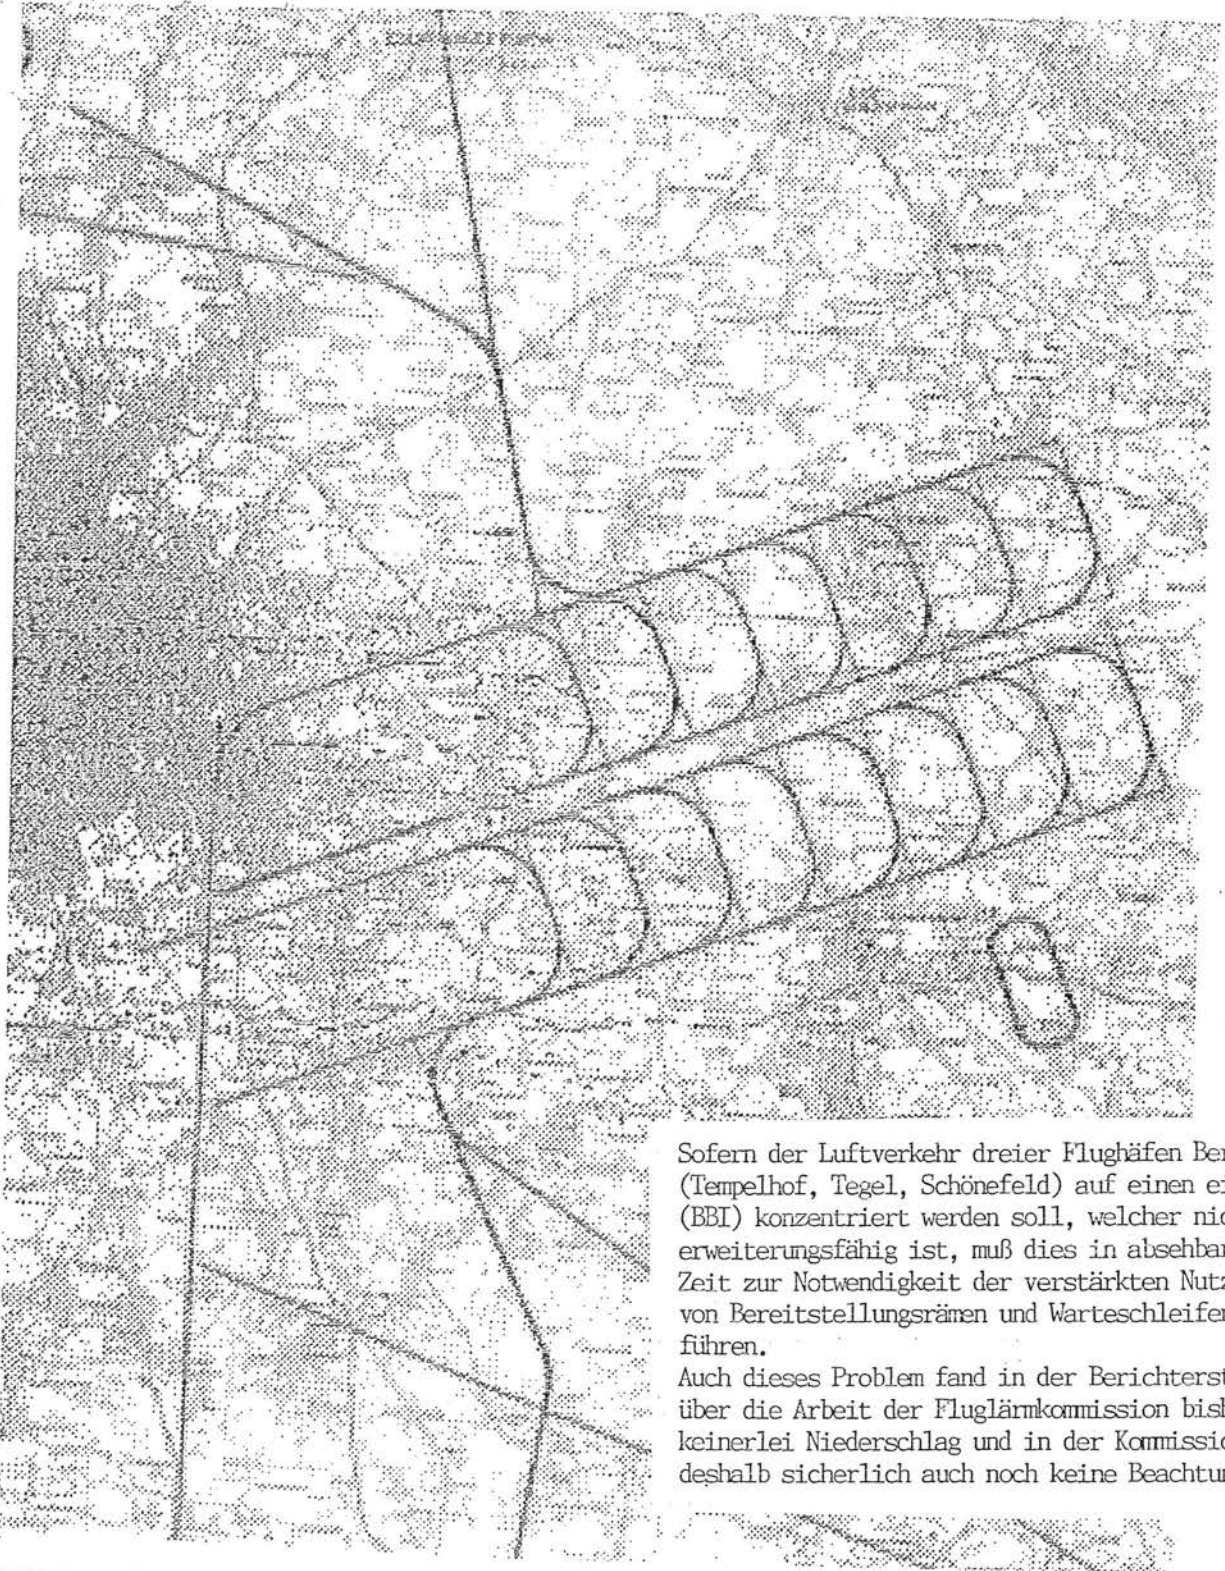 Sofern der Luftverkehr dreier Flughäfen Ber
(Tempelhof, Tegel, Schönefeld) auf einen ei
(BBI) konzentriert werden soll, welcher nic
erweiterungsfähig ist, muß dies in absehbar
Zeit zur Notwendigkeit der verstärkten Nutz
von Bereitstellungsrämen und Warteschleifen
führen.
Auch dieses Problem fand in der Berichterst
über die Arbeit der Fluglärmkommission bish
keinerlei Niederschlag und in der Kommissio
deshalb sicherlich auch noch keine Beachtun